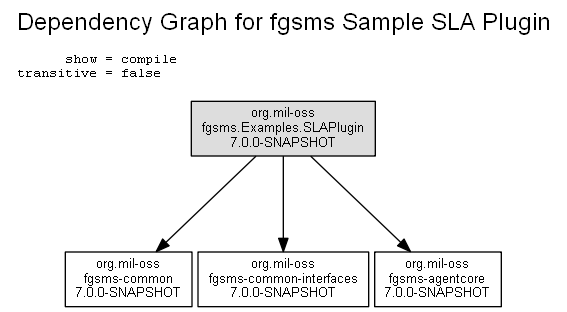 Dependency Graph for fgsms Sample SLA Plugin
show = compile
transitive = false
org.mil-oss
fgsms.Examples.SLAPlugin
7.0.0-SNAPSHOT
org.mil-oss
fgsms-common
7.0.0-SNAPSHOT
org.mil-oss
fgsms-common-interfaces
7.0.0-SNAPSHOT
org.mil-oss
fgsms-agentcore
7.0.0-SNAPSHOT